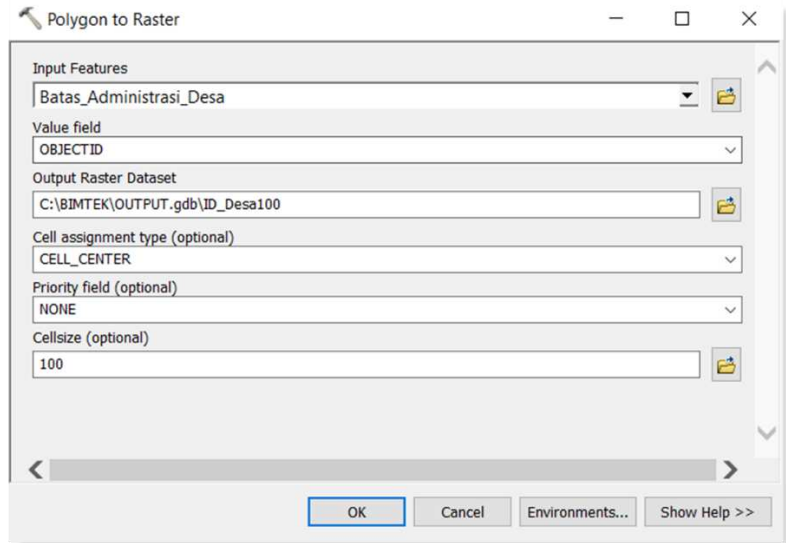 Polygon to Raster
Input Features
Batas_Administrasi_Desa
Value field
OBJECTID
Output Raster Dataset
C:\BIMTEK\OUTPUT.gdb\ID_Desa100
Cell assignment type (optional)
CELL_CENTER
Priority field (optional)
NONE
Cellsize (optional)
100
OK Cancel Environments... Show Help >>